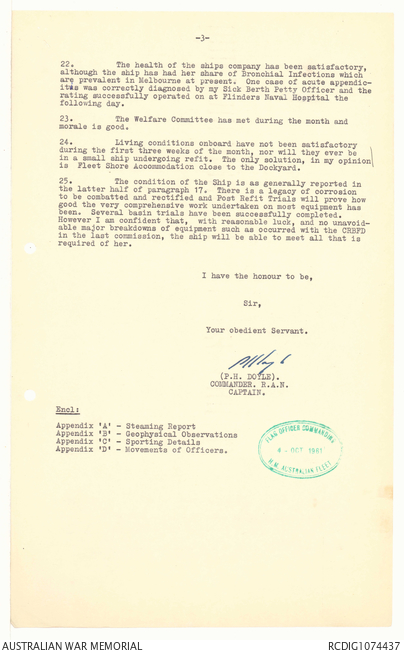 -3-
22. The health of the ships company has been satisfactory,
although the ship has had her share of Bronchial Infections which
are prevalent in Melbourne at present. One case of acute appendic-
itis was correctly diagnosed by my Sick Berth Petty Officer and the
rating successfully operated on at Flinders Naval Hospital the
following day.
23. The Welfare Committee has met during the month and
morale is good.
24. Living conditions onboard have not been satisfactory
during the first three weeks of the month, nor will they ever be
in a small ship undergoing refit. The only solution, in my opinion
is Fleet Shore Accommodation close to the Dockyard.
25. The condition of the Ship is as generally reported in
the latter half of paragraph 17. There is a legacy of corrosion
to be combatted and rectified and Post Refit Trials will prove how
good the very comprehensive work undertaken on most equipment has
been. Several basin trials have been successfully completed.
However I am confident that, with reasonable luck, and no unavoid-
able major breakdowns of equipment such as occurred with the CRBFD
in the last commission, the ship will be able to meet all that is
required of her.
I have the honour to be,
Sir,
Your obedient Servant.
(P.H. DOYLE).
COMMANDER. R.A.N.
CAPTAIN.
Encl:
Appendix 'A' - Steaming Report
Appendix 'B' - Geophysical Observations
Appendix 'C' - Sporting Details
Appendix 'D' - Movements of Officers.
FLAG OFFICER COMMANDING
OCT 1961
H.M. AUSTRALIAN FLEET
AUSTRALIAN WAR MEMORIAL
RCDIG1074437